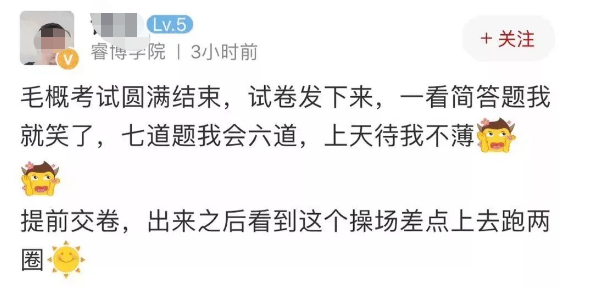 Lv.5
睿博学院 | 3小时前
+ 关注
毛概考试圆满结束，试卷发下来，一看简答题我
就笑了，七道题我会六道，上天待我不薄
提前交卷，出来之后看到这个操场差点上去跑两
圈